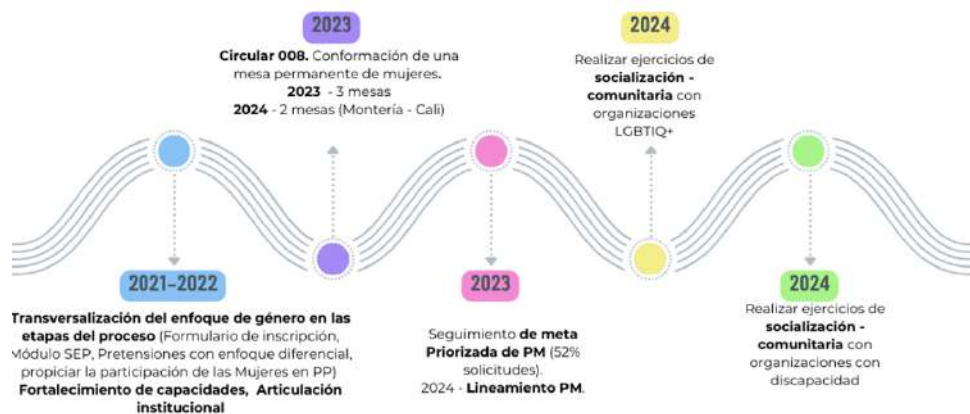 2023
Circular 008. Conformación de una
mesa permanente de mujeres.
2023 - 3 mesas
2024 - 2 mesas (Montería - Cali)
2024
Realizar ejercicios de
socialización -
comunitaria con
organizaciones
LGBTIQ+
2021-2022
Transversalización del enfoque de género en las
etapas del proceso (Formulario de inscripción,
Módulo SEP, Pretensiones con enfoque diferencial,
propiciar la participación de las Mujeres en PP)
Fortalecimiento de capacidades, Articulación
institucional
2023
Seguimiento de meta
Priorizada de PM (52%
solicitudes).
2024 - Lineamiento PM.
2024
Realizar ejercicios de
socialización -
comunitaria con
organizaciones con
discapacidad